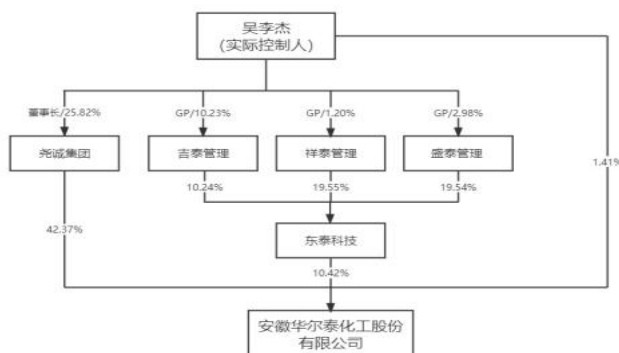 吴李杰
(实际控制人)
董事长/25.82%
GP/10.23%
GP/1.20%
GP/2.98%
尧诚集团
吉泰管理
祥泰管理
盛泰管理
1.41%
10.24%
19.55%
19.54%
42.37%
东泰科技
10.42%
安徽华尔泰化工股份
有限公司